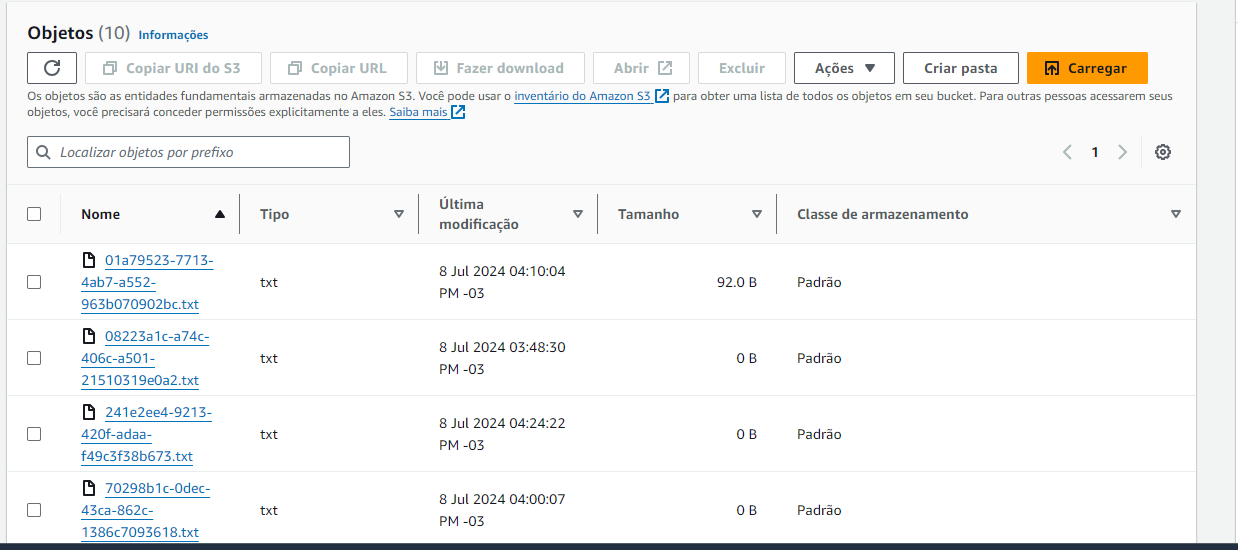 Objetos (10) Informações
Copiar URI do S3 Copiar URL Fazer download Abrir Excluir Ações Criar pasta Carregar
Os objetos são as entidades fundamentais armazenadas no Amazon S3. Você pode usar o inventário do Amazon S3 para obter uma lista de todos os objetos em seu bucket. Para outras pessoas acessarem seus
objetos, você precisará conceder permissões explicitamente a eles. Saiba mais
Localizar objetos por prefixo
1
Nome Tipo Última modificação Tamanho Classe de armazenamento
01a79523-7713-
4ab7-a552-
963b070902bc.txt
txt
8 Jul 2024 04:10:04
PM -03
92.0 B
Padrão
08223a1c-a74c-
406c-a501-
21510319e0a2.txt
txt
8 Jul 2024 03:48:30
PM -03
0 B
Padrão
241e2ee4-9213-
420f-adaa-
f49c3f38b673.txt
txt
8 Jul 2024 04:24:22
PM -03
0 B
Padrão
70298b1c-0dec-
43ca-862c-
1386c7093618.txt
txt
8 Jul 2024 04:00:07
PM -03
0 B
Padrão